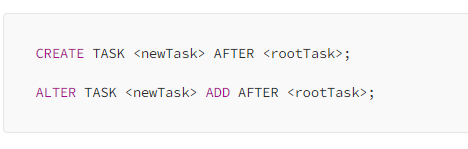 CREATE TASK <newTask> AFTER <rootTask>;
ALTER TASK <newTask> ADD AFTER <rootTask>;